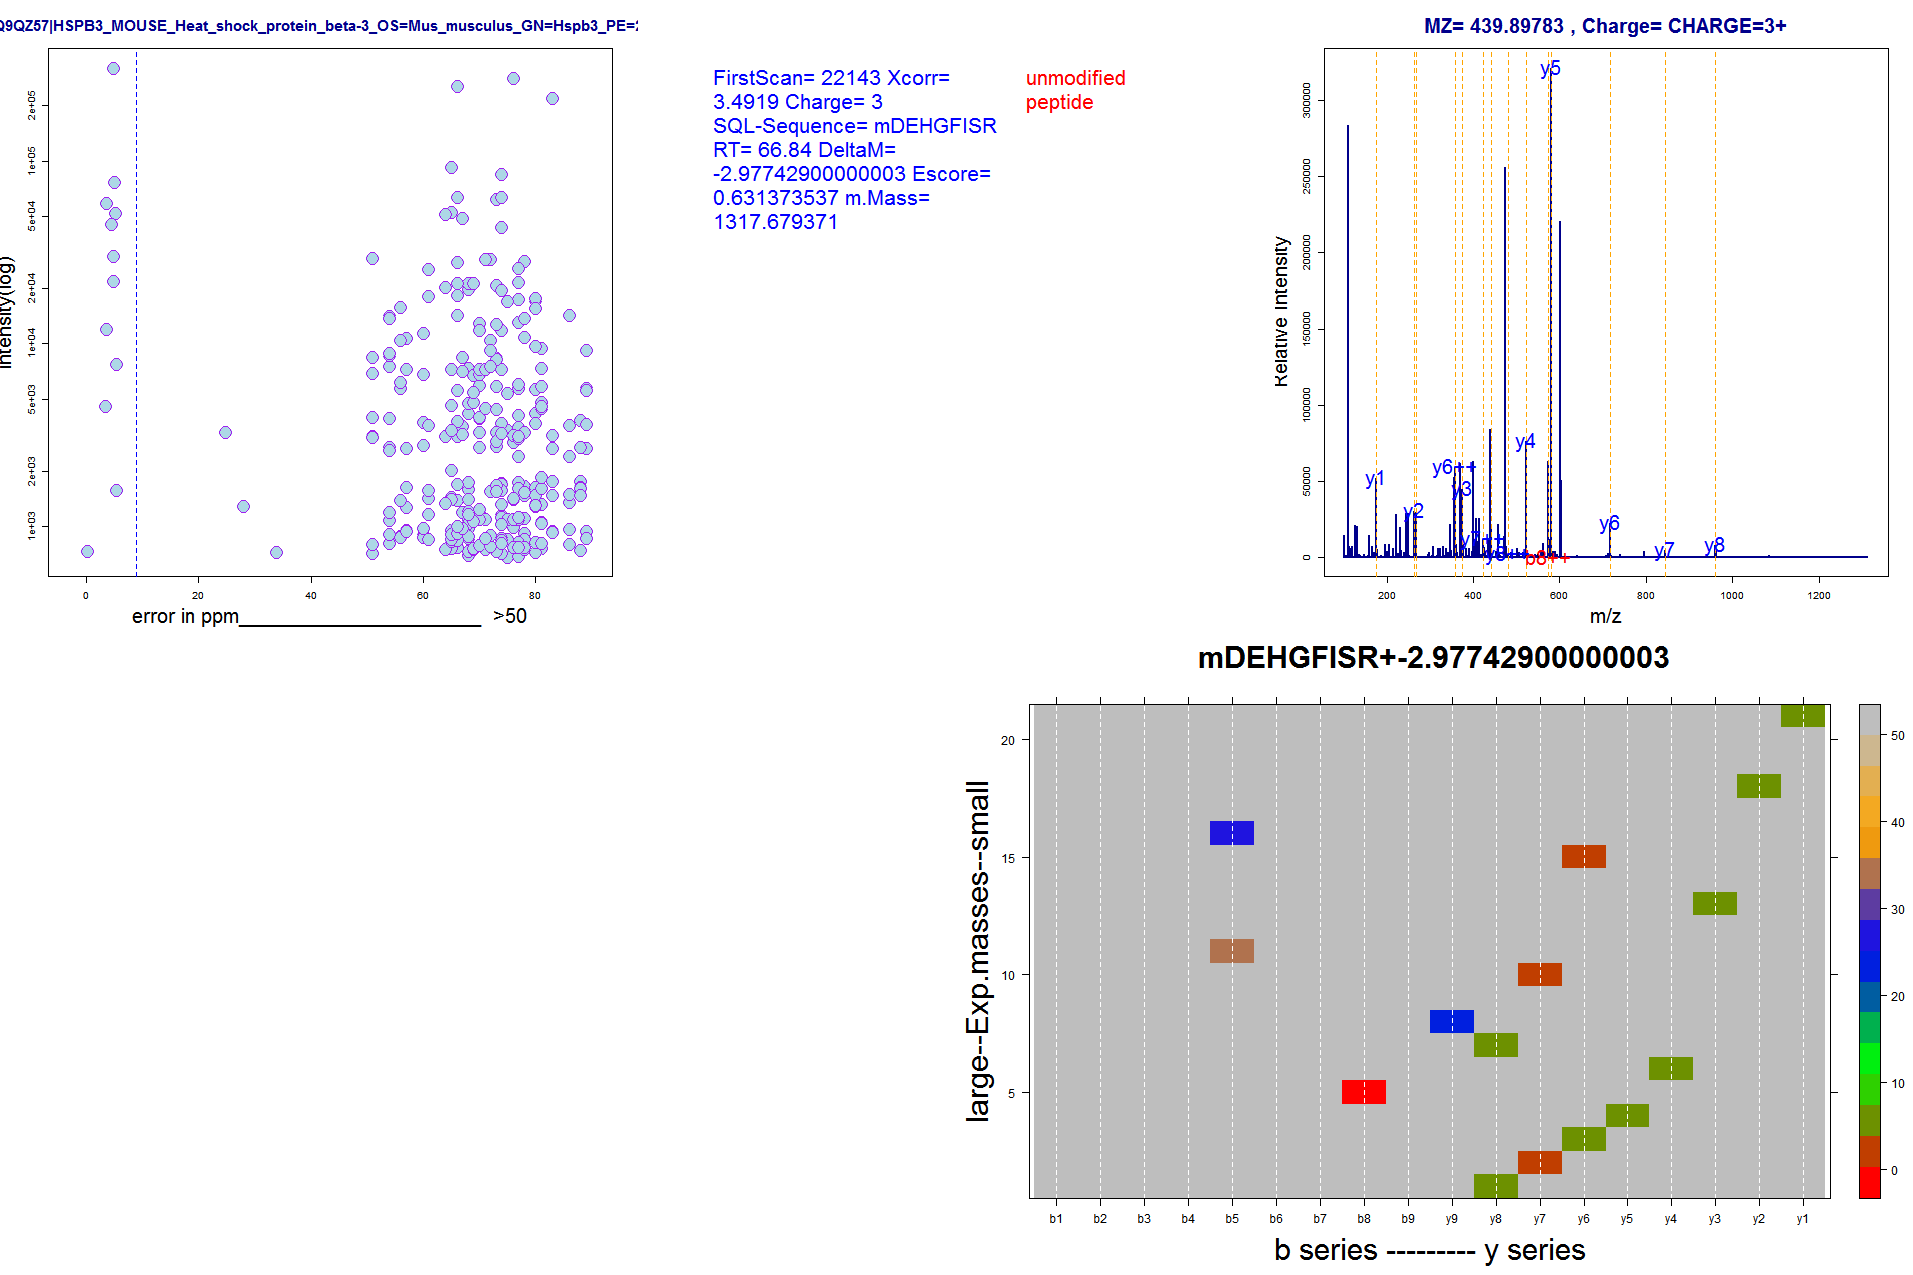 Q9QZ57|HSPB3_MOUSE_Heat_shock_protein_beta-3_OS=Mus_musculus_GN=Hspb3_PE=2
Intensity(log)
2e+05
1e+05
5e+04
2e+04
1e+04
5e+03
2e+03
1e+03
0 20 40 60 80
error in ppm______________________ >50
FirstScan= 22143 Xcorr=
3.4919 Charge= 3
SQL-Sequence= mDEHGFISR
RT= 66.84 DeltaM=
-2.97742900000003 Escore=
0.631373537 m.Mass=
1317.679371
unmodified
peptide
MZ= 439.89783 , Charge= CHARGE=3+
Relative Intensity
300000
250000
200000
150000
100000
50000
0
y5
y4
y6++
y1
y3
y2
y6
y7
y8
b8++
200 400 600 800 1000 1200
m/z
mDEHGFISR+-2.97742900000003
large--Exp.masses--small
20
15
10
5
b1 b2 b3 b4 b5 b6 b7 b8 b9 y9 y8 y7 y6 y5 y4 y3 y2 y1
b series --------- y series
50
40
30
20
10
0